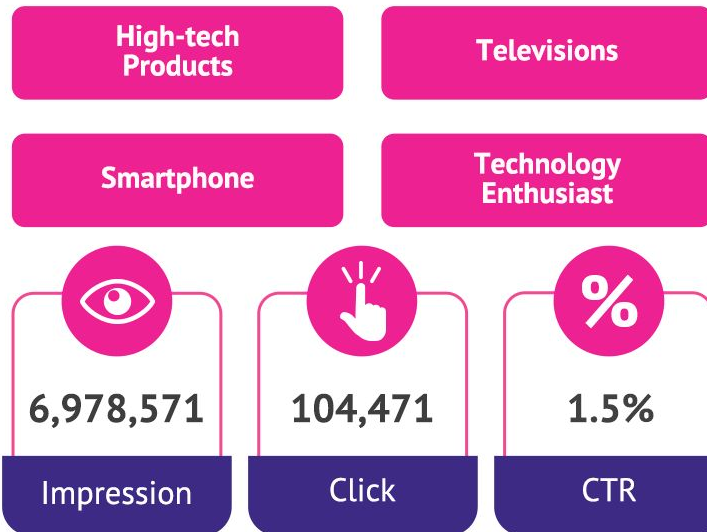 High-tech
Products
Televisions
Smartphone
Technology
Enthusiast
%
6,978,571
104,471
1.5%
Impression
Click
CTR